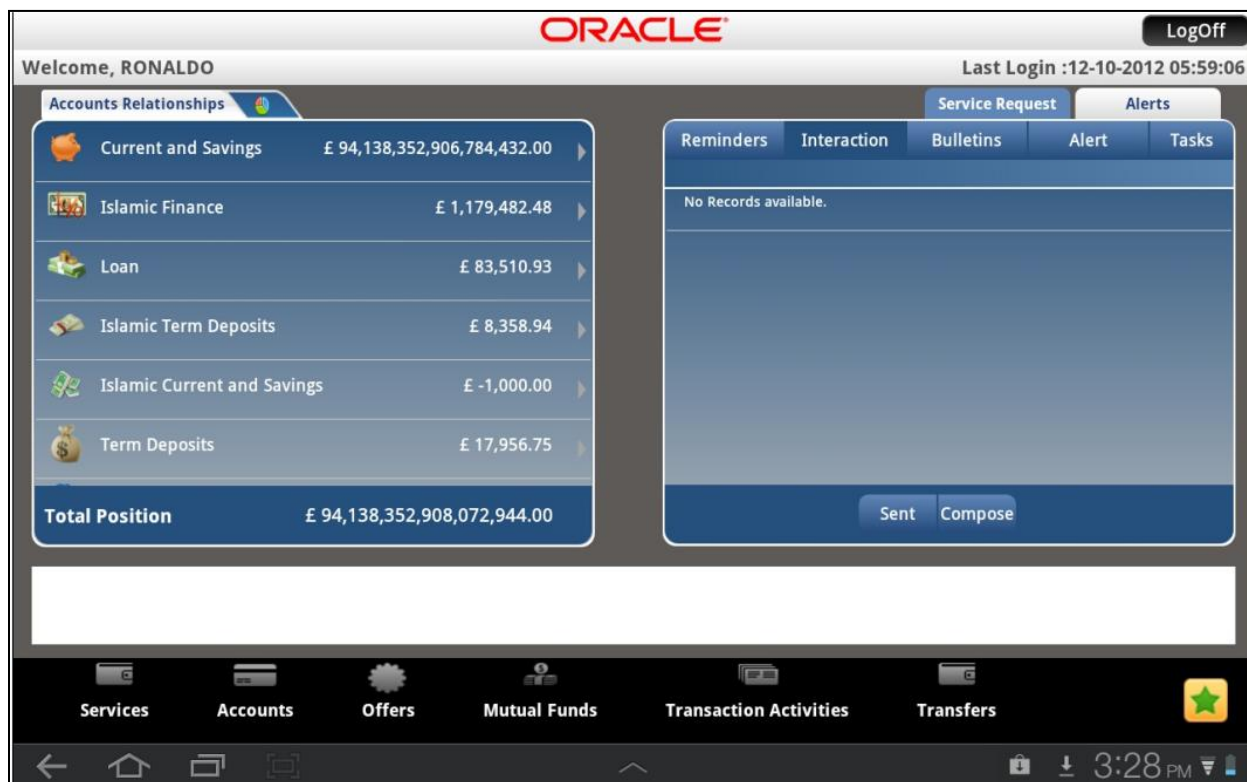 ORACLE
LogOff
Welcome, RONALDO
Last Login :12-10-2012 05:59:06
Accounts Relationships
Current and Savings £ 94,138,352,906,784,432.00
Islamic Finance £ 1,179,482.48
Loan £ 83,510.93
Islamic Term Deposits £ 8,358.94
Islamic Current and Savings £ -1,000.00
Term Deposits £ 17,956.75
Total Position £ 94,138,352,908,072,944.00
Service Request Alerts
Reminders Interaction Bulletins Alert Tasks
No Records available.
Sent Compose
Services Accounts Offers Mutual Funds Transaction Activities Transfers
3:28 PM